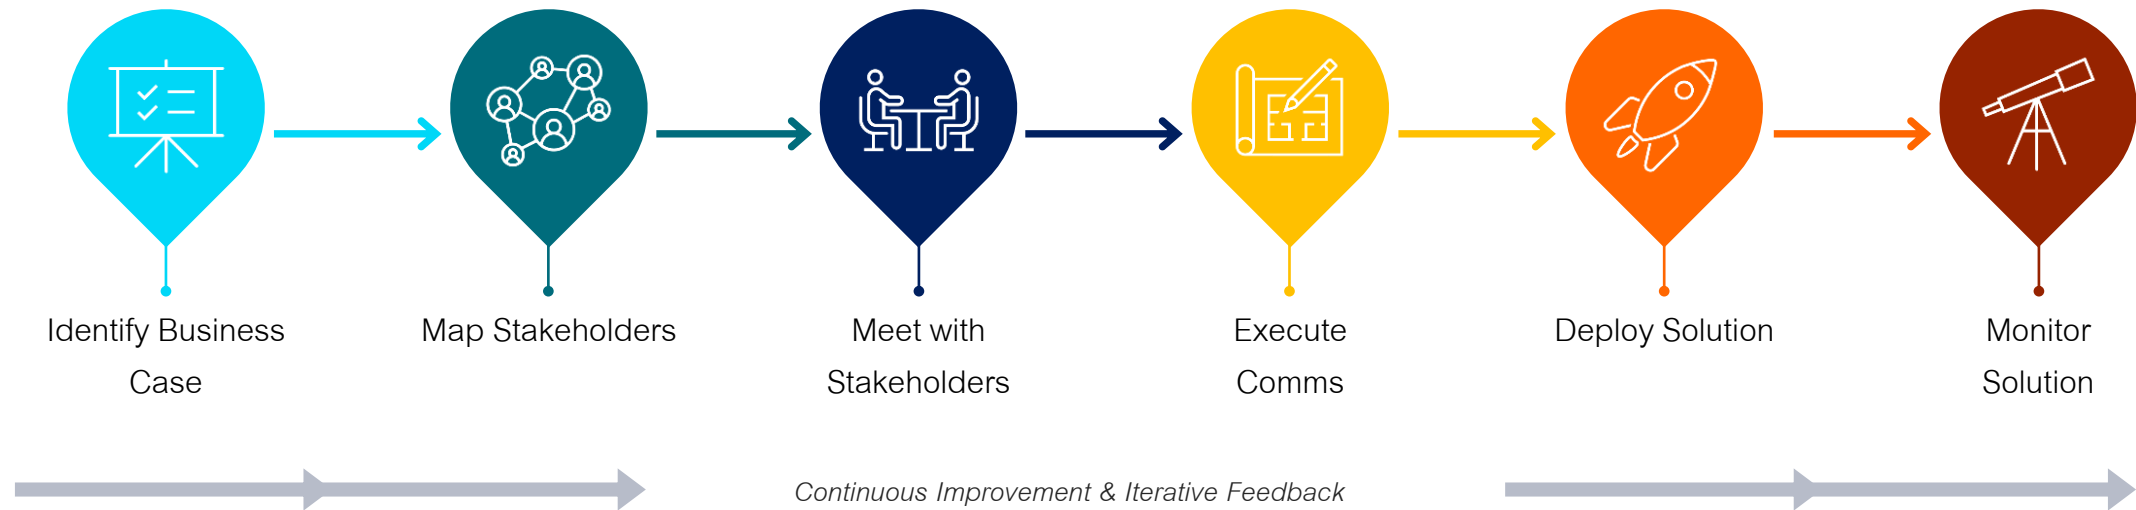 Identify Business
Case
Map Stakeholders
Meet with
Stakeholders
Execute
Comms
Deploy Solution
Monitor
Solution
Continuous Improvement & Iterative Feedback